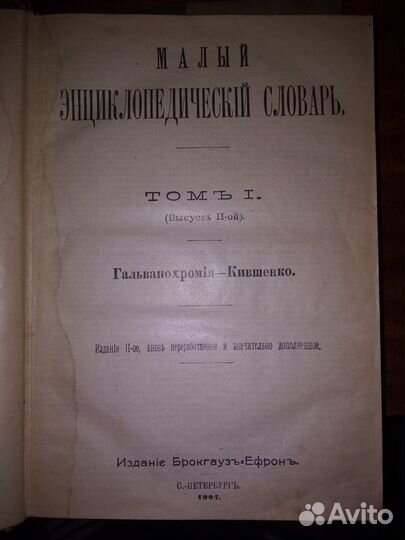 МАЛЫЙ
ЭНЦИКЛОПЕДИЧЕСКІЙ СЛОВАРЬ.
ТОМЪ I.
(Выпускъ II-ой).
Гальванохромія—Кившенко.
Изданіе II-ое, вновь переработанное и значительно дополненное.
Изданіе Брокгаузъ-Ефронъ.
С.-ПЕТЕРБУРГЪ.
1907.
Avito